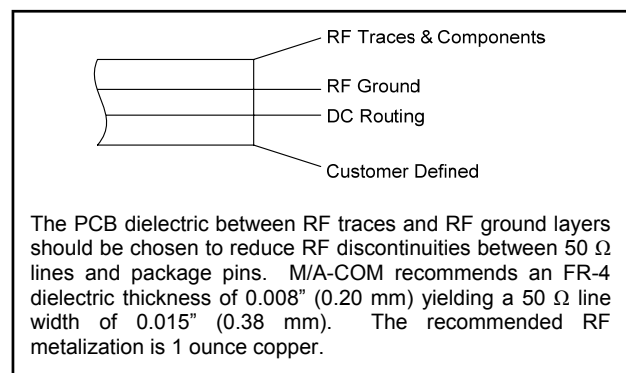 RF Traces & Components
RF Ground
DC Routing
Customer Defined
The PCB dielectric between RF traces and RF ground layers
should be chosen to reduce RF discontinuities between 50 Ω
lines and package pins. M/A-COM recommends an FR-4
dielectric thickness of 0.008” (0.20 mm) yielding a 50 Ω line
width of 0.015” (0.38 mm). The recommended RF
metalization is 1 ounce copper.